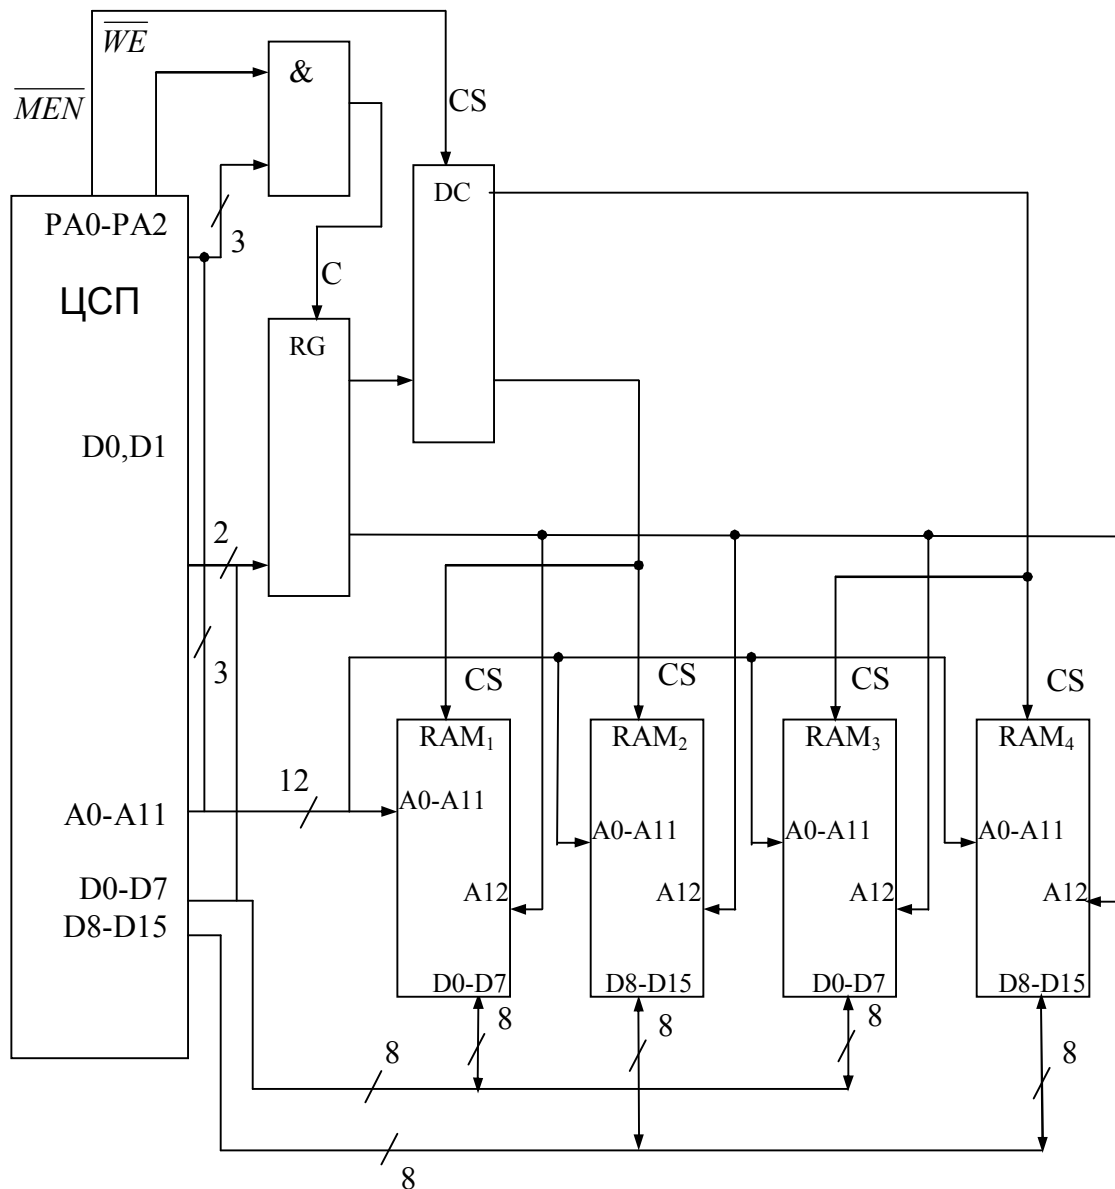 WE
MEN
&
CS
DC
PA0-PA2
3
ЦСП
C
RG
D0,D1
2
3
CS
CS
CS
CS
RAM1
RAM2
RAM3
RAM4
12
A0-A11
A0-A11
A0-A11
A0-A11
A0-A11
D0-D7
A12
A12
A12
A12
D8-D15
D0-D7
D8-D15
D0-D7
D8-D15
8
8
8
8
8
8